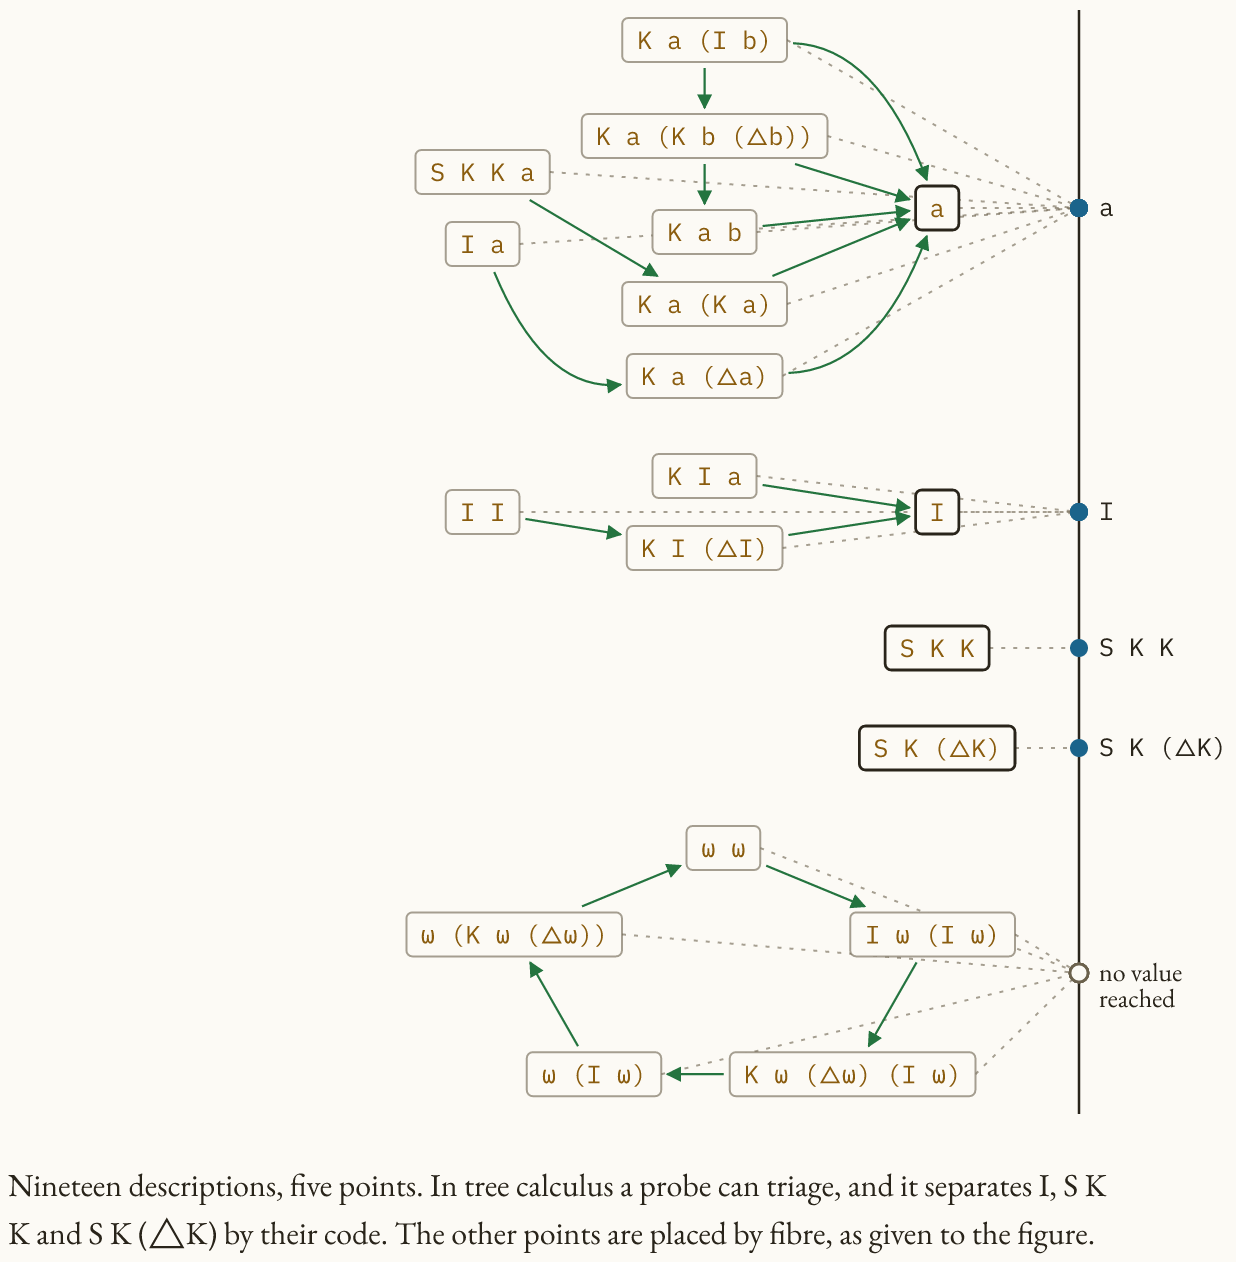 K a (I b)
K a (K b (△b))
S K K a
a
a
K a b
I a
K a (K a)
K a (△a)
K I a
I I
I
I
K I (△I)
S K K
S K K
S K (△K)
S K (△K)
ω ω
ω (K ω (△ω))
I ω (I ω)
no value
reached
ω (I ω)
K ω (△ω) (I ω)
Nineteen descriptions, five points. In tree calculus a probe can triage, and it separates I, S K
K and S K (△K) by their code. The other points are placed by fibre, as given to the figure.